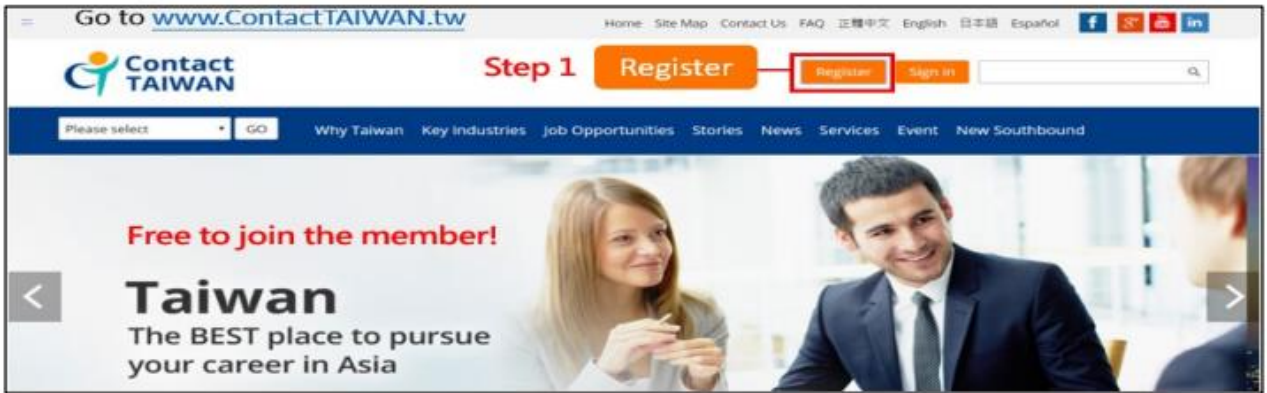 Go to www.ContactTAIWAN.tw
Home Site Map Contact Us FAQ 正體中文 English 日本語 Español
Contact TAIWAN
Step 1 Register Register Sign in
Please select GO Why Taiwan Key Industries Job Opportunities Stories News Services Event New Southbound
Free to join the member!
Taiwan
The BEST place to pursue
your career in Asia